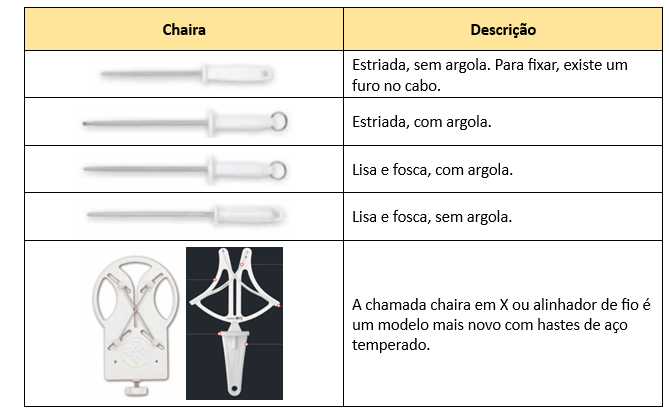 Chaira
Descrição
Estriada, sem argola. Para fixar, existe um
furo no cabo.
Estriada, com argola.
Lisa e fosca, com argola.
Lisa e fosca, sem argola.
A chamada chaira em X ou alinhador de fio é
um modelo mais novo com hastes de aço
temperado.